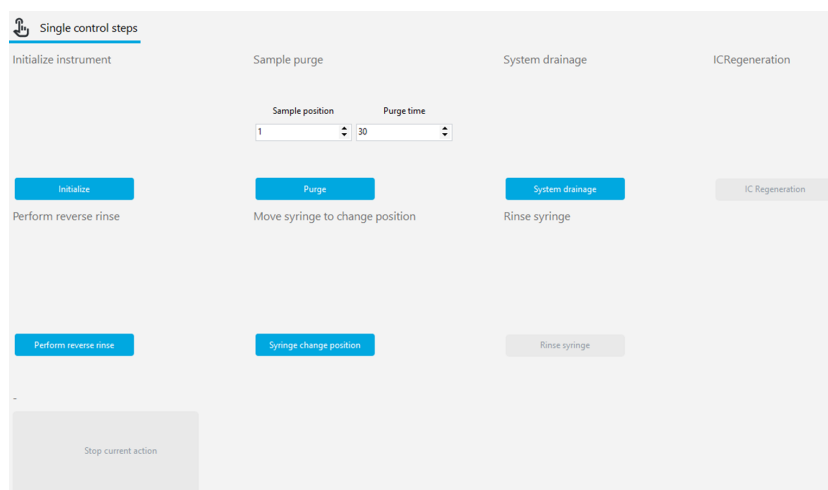 Single control steps
Initialize instrument
Sample purge
System drainage
ICRegeneration
Sample position
Purge time
1
30
Initialize
Purge
System drainage
IC Regeneration
Perform reverse rinse
Move syringe to change position
Rinse syringe
Perform reverse rinse
Syringe change position
Rinse syringe
-
Stop current action